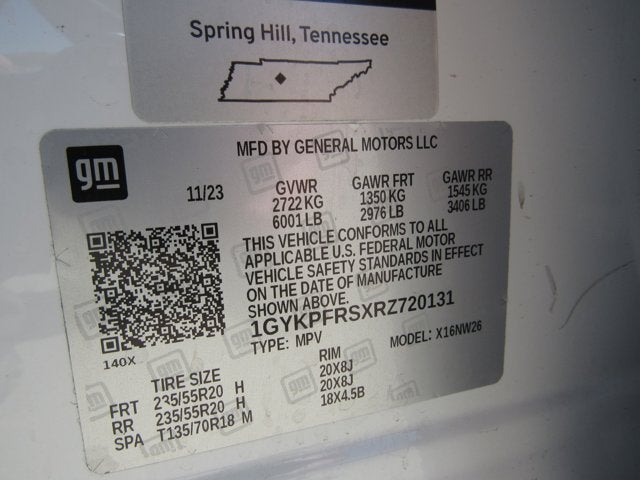 Spring Hill, Tennessee
gm
MFD BY GENERAL MOTORS LLC
11/23 GVWR GAWR FRT GAWR RR
2722 KG 1350 KG 1545 KG
6001 LB 2976 LB 3406 LB
THIS VEHICLE CONFORMS TO ALL
APPLICABLE U.S. FEDERAL MOTOR
VEHICLE SAFETY STANDARDS IN EFFECT
ON THE DATE OF MANUFACTURE
SHOWN ABOVE.
1GYKPFRSXRZ720131
140X TYPE: MPV MODEL: X16NW26
TIRE SIZE RIM
FRT 235/55R20 H 20X8J
RR 235/55R20 H 20X8J
SPA T135/70R18 M 18X4.5B